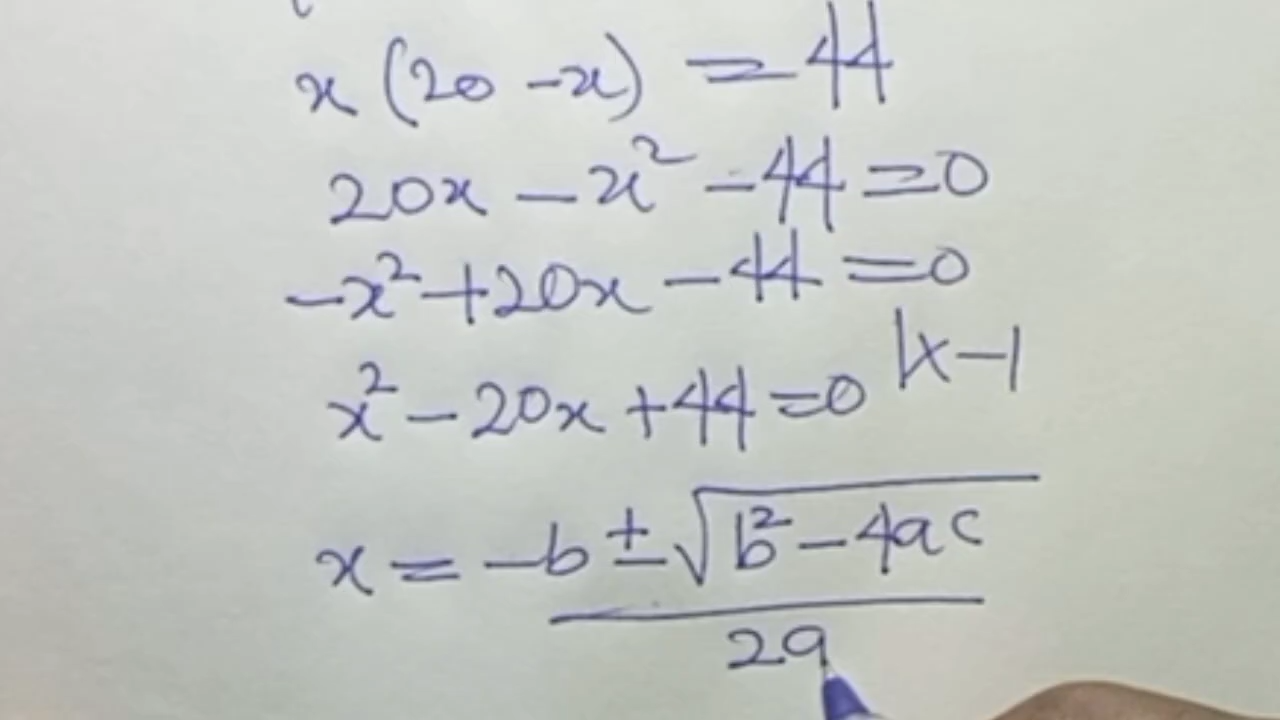 x (20 - x) = 44
20x - x² - 44 = 0
-x² + 20x - 44 = 0
|x-1
x² - 20x + 44 = 0
x = -b ± √b² - 4ac
2a